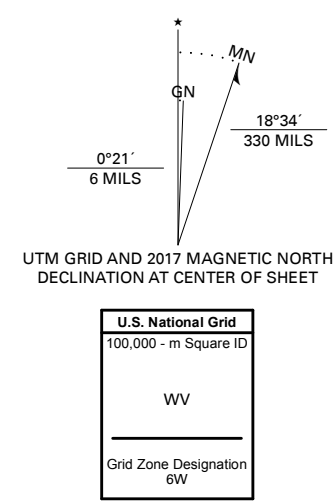 ★
MN
GN
18°34´
330 MILS
0°21´
6 MILS
UTM GRID AND 2017 MAGNETIC NORTH
DECLINATION AT CENTER OF SHEET
U.S. National Grid
100,000 - m Square ID
WV
Grid Zone Designation
6W